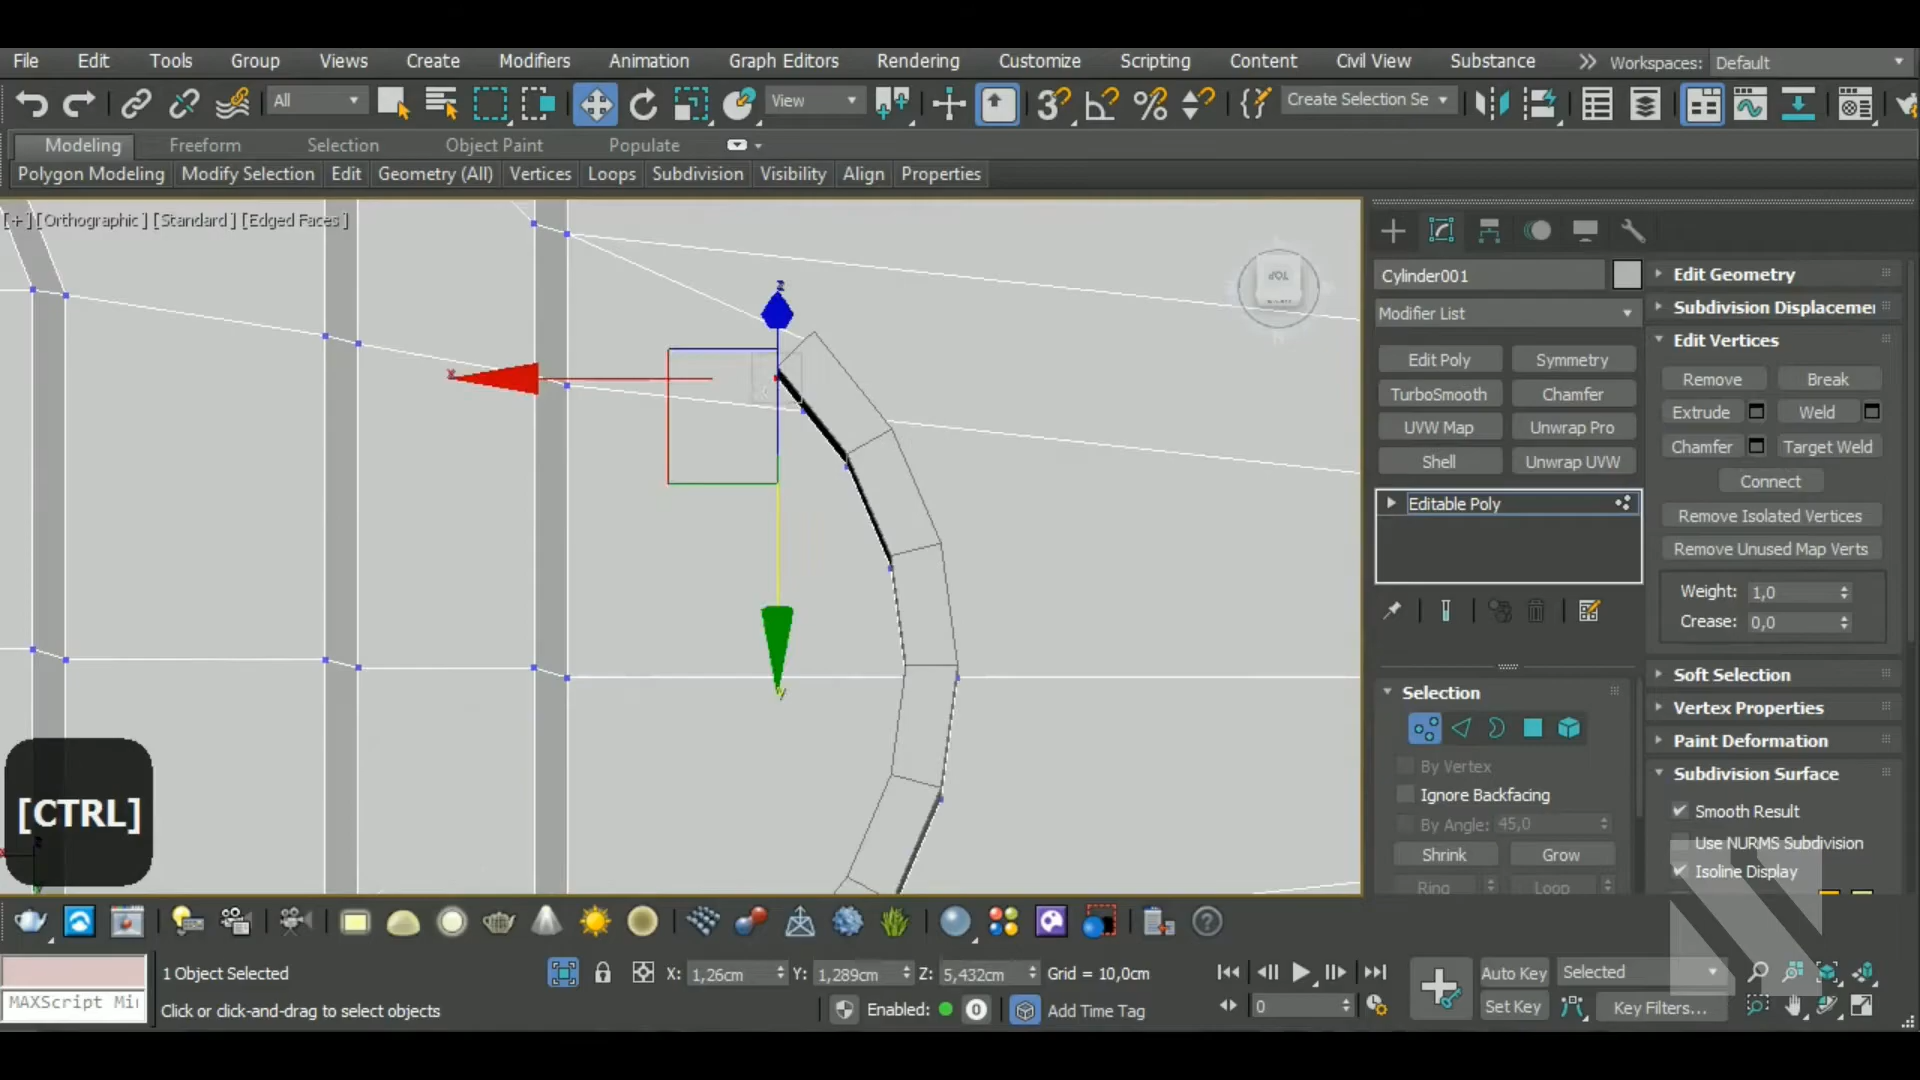 File Edit Tools Group Views Create Modifiers Animation Graph Editors Rendering Customize Scripting Content Civil View Substance Workspaces: Default
All View Create Selection Se
Modeling Freeform Selection Object Paint Populate
Polygon Modeling Modify Selection Edit Geometry (All) Vertices Loops Subdivision Visibility Align Properties
[+] [Orthographic] [Standard] [Edged Faces]
TOP
z
x
y
[CTRL]
Cylinder001
Modifier List
Edit Poly Symmetry
TurboSmooth Chamfer
UVW Map Unwrap Pro
Shell Unwrap UVW
Editable Poly
Selection
By Vertex
Ignore Backfacing
By Angle: 45,0
Shrink Grow
Ring Loop
Edit Geometry
Subdivision Displacemer
Edit Vertices
Remove Break
Extrude Weld
Chamfer Target Weld
Connect
Remove Isolated Vertices
Remove Unused Map Verts
Weight: 1,0
Crease: 0,0
Soft Selection
Vertex Properties
Paint Deformation
Subdivision Surface
Smooth Result
Use NURMS Subdivision
Isoline Display
1 Object Selected X: 1,26cm Y: 1,289cm Z: 5,432cm Grid = 10,0cm Auto Key Selected
MAXScript Mi
Click or click-and-drag to select objects Enabled: 0 Add Time Tag 0 Set Key Key Filters...